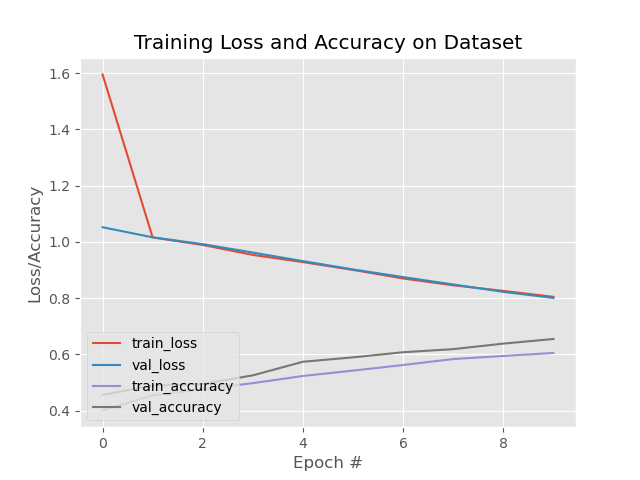 Training Loss and Accuracy on Dataset
1.6
1.4
1.2
1.0
0.8
0.6
0.4
Loss/Accuracy
train_loss
val_loss
train_accuracy
val_accuracy
0 2 4 6 8
Epoch #